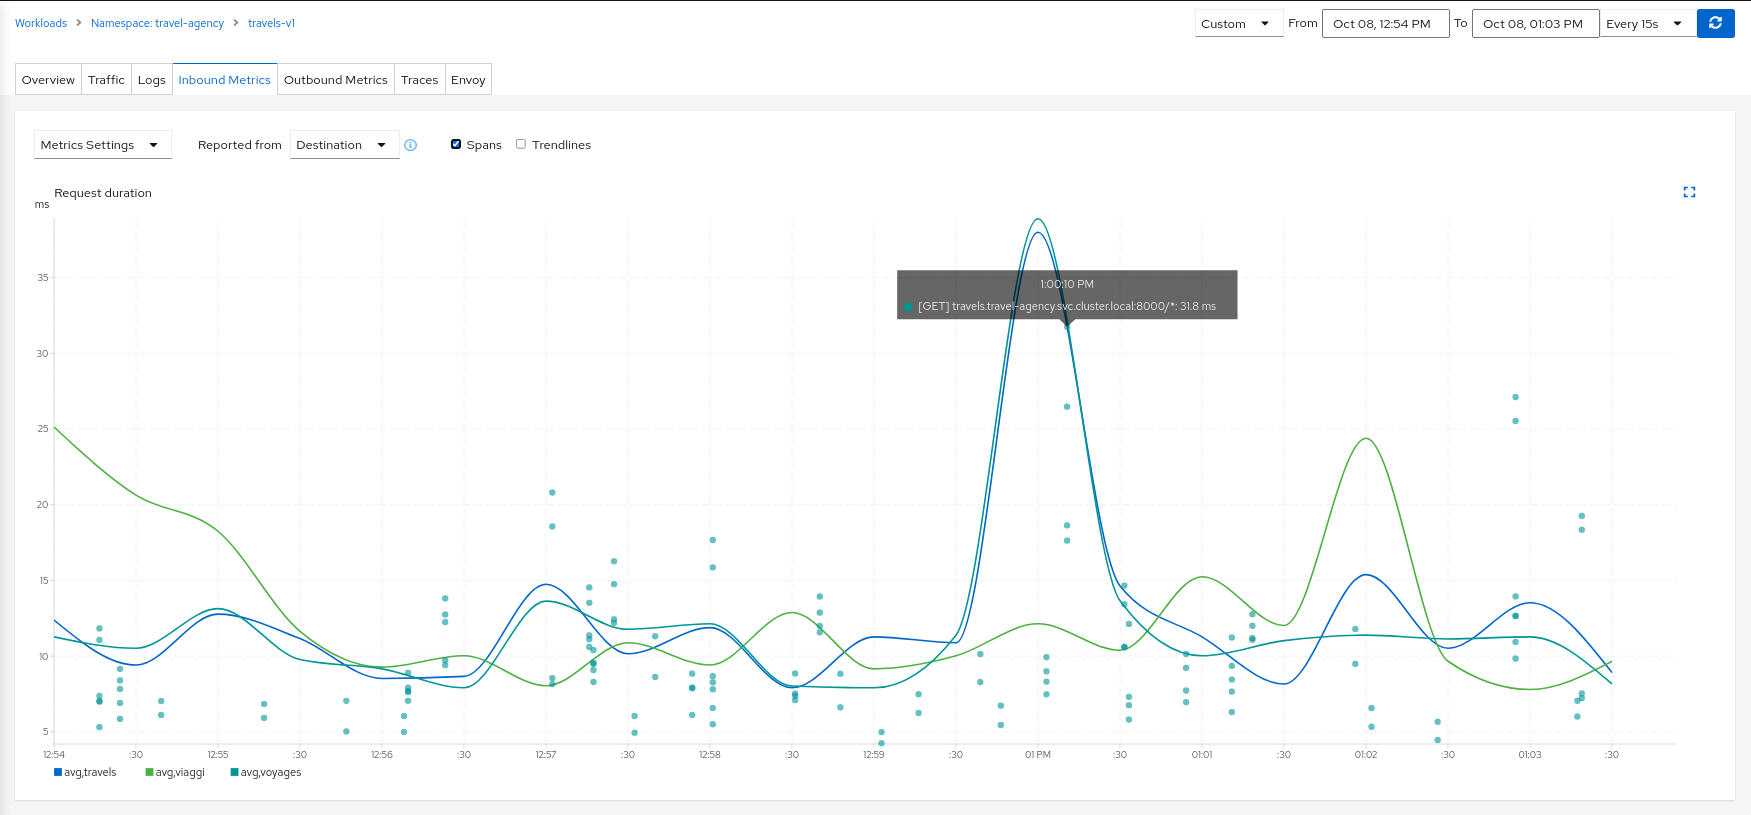 Workloads > Namespace: travel-agency > travels-v1
Custom From Oct 08, 12:54 PM To Oct 08, 01:03 PM Every 15s
Overview Traffic Logs Inbound Metrics Outbound Metrics Traces Envoy
Metrics Settings Reported from Destination Spans Trendlines
Request duration
ms
35
30
25
20
15
10
5
1:00:10 PM
[GET] travels.travel-agency.svc.cluster.local:8000/*: 31.8 ms
12:54 :30 12:55 :30 12:56 :30 12:57 :30 12:58 :30 12:59 :30 01 PM :30 01:01 :30 01:02 :30 01:03 :30
avg,travels avg,viaggi avg,voyages